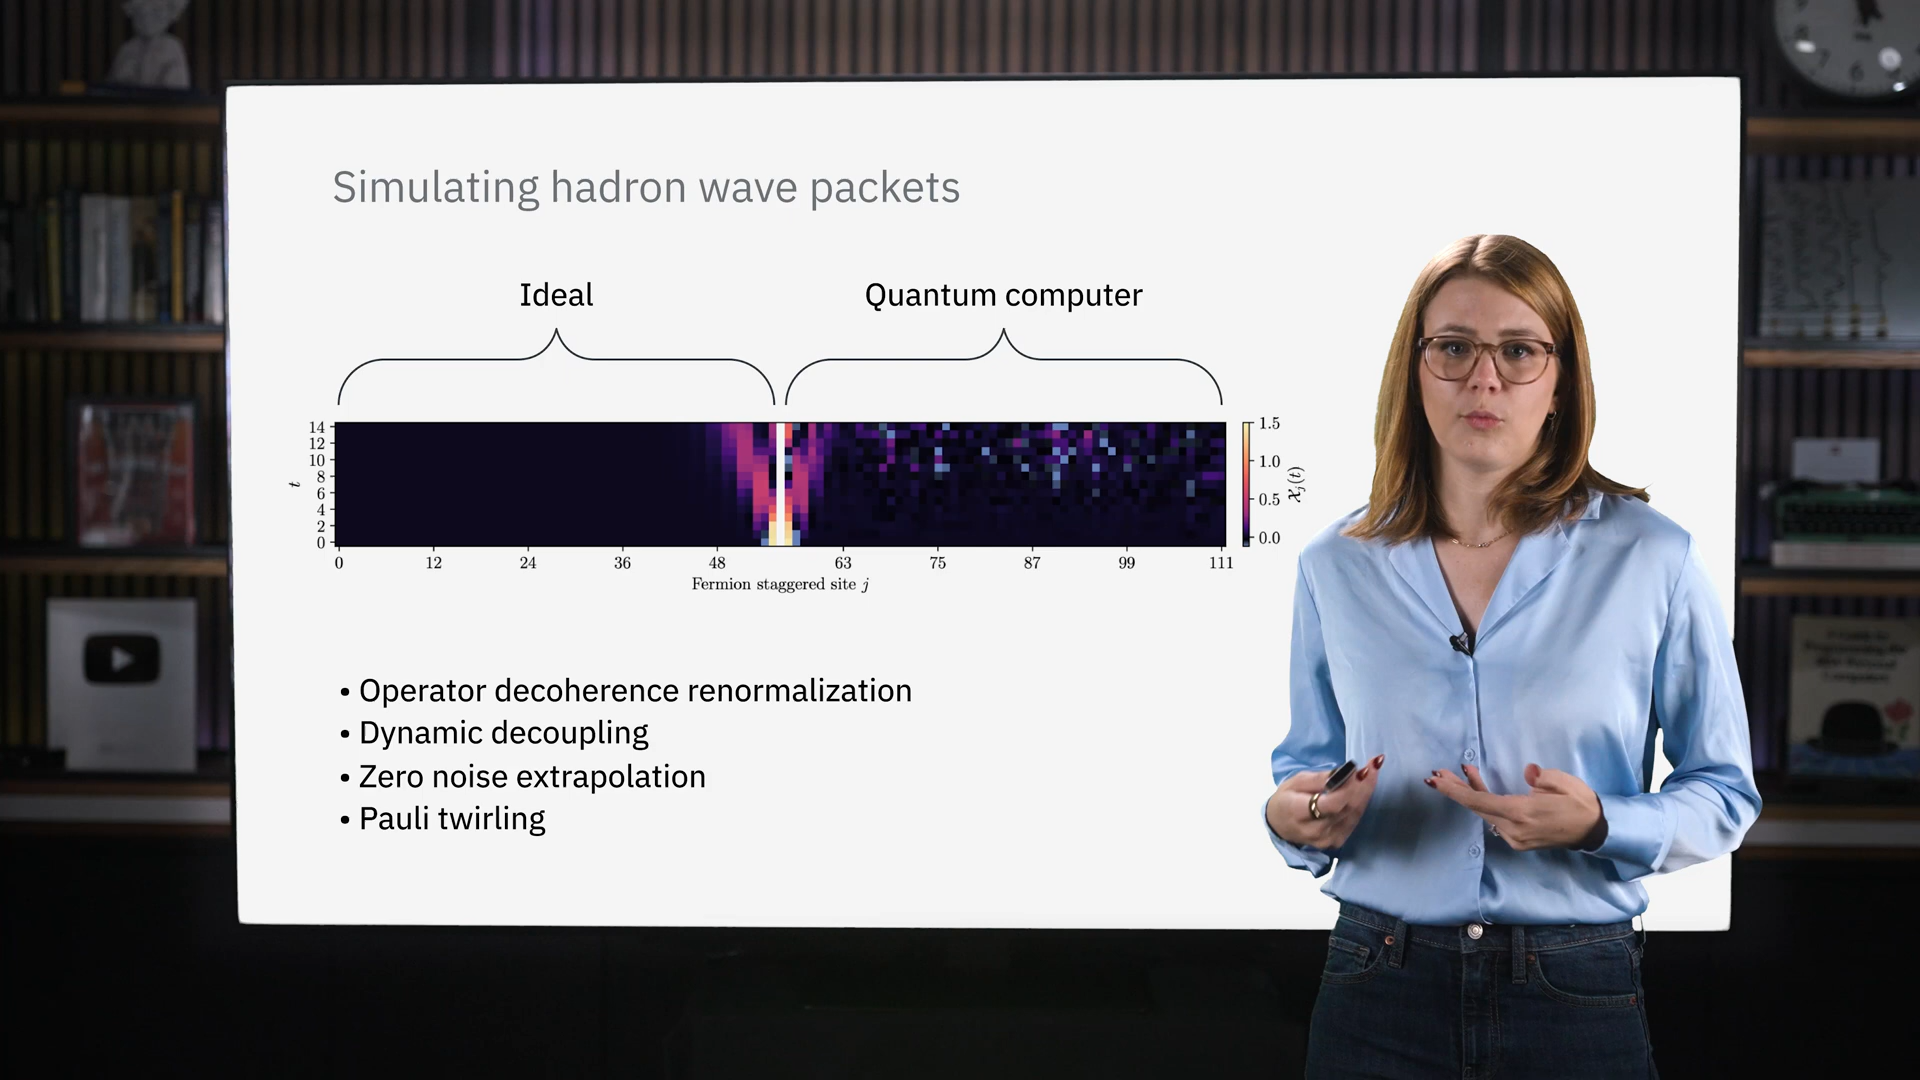 Simulating hadron wave packets
Ideal
Quantum computer
14
12
10
8
6
4
2
0
t
0 12 24 36 48 63 75 87 99 111
Fermion staggered site j
1.5
1.0
0.5
0.0
𝒳j(t)
• Operator decoherence renormalization
• Dynamic decoupling
• Zero noise extrapolation
• Pauli twirling